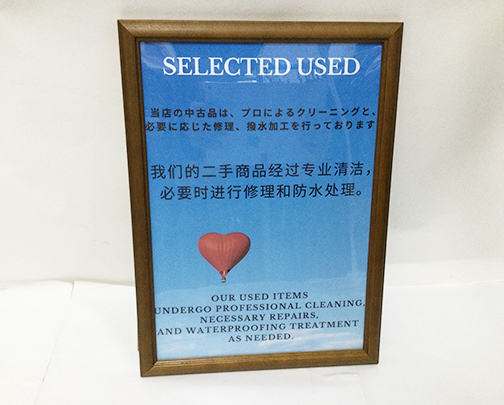 SELECTED USED
当店の中古品は、プロによるクリーニングと、
必要に応じた修理、撥水加工を行っております
我们的二手商品经过专业清洁，
必要时进行修理和防水处理。
OUR USED ITEMS
UNDERGO PROFESSIONAL CLEANING,
NECESSARY REPAIRS,
AND WATERPROOFING TREATMENT
AS NEEDED.